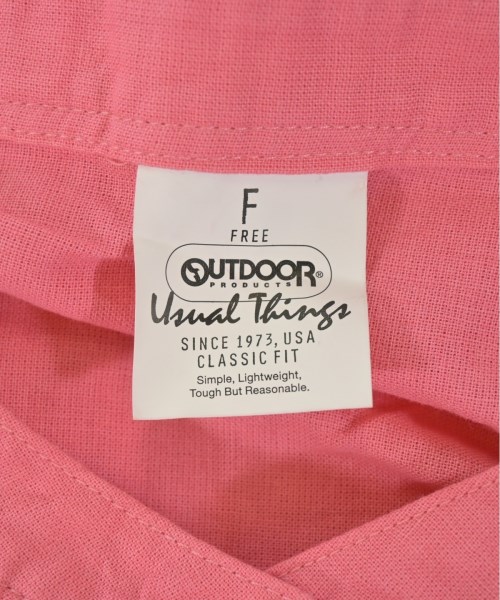 F
FREE
OUTDOOR®
PRODUCTS
Usual Things
SINCE 1973, USA
CLASSIC FIT
Simple, Lightweight,
Tough But Reasonable.